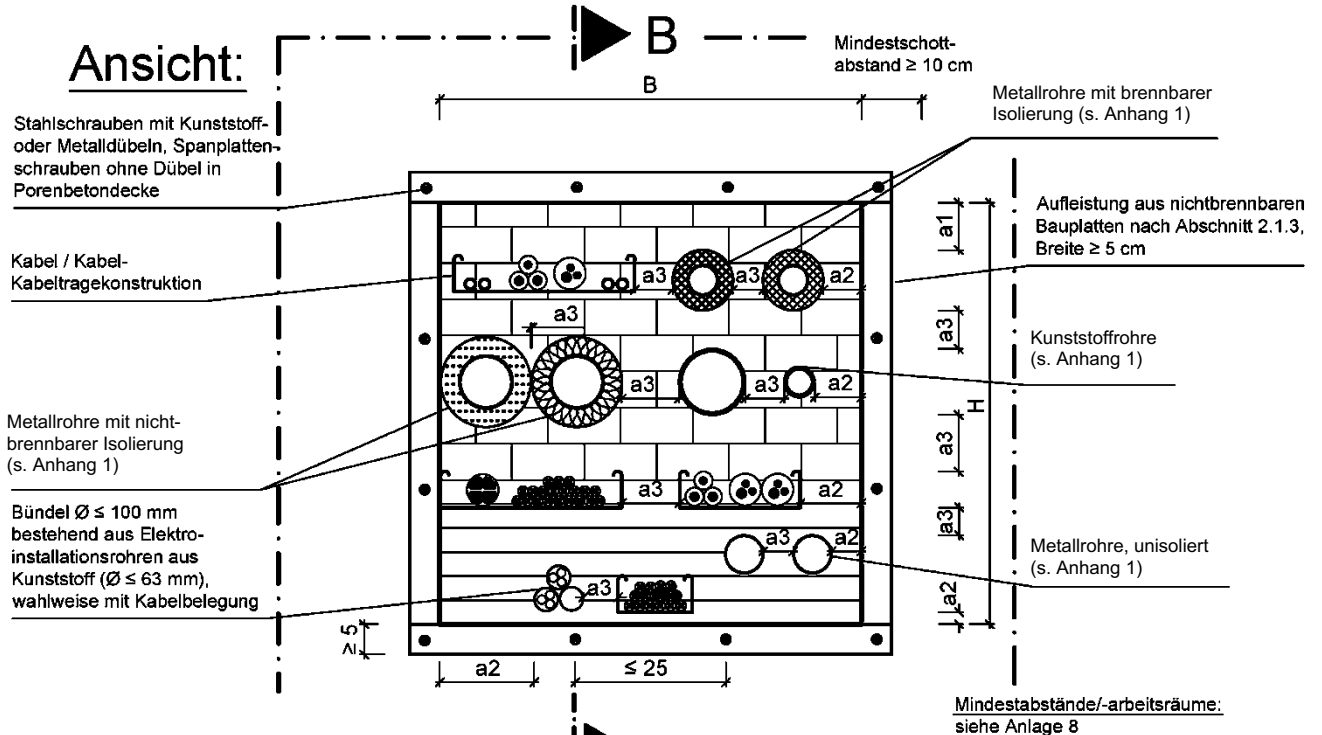 Ansicht:
B
Mindestschott-
abstand ≥ 10 cm
B
Metallrohre mit brennbarer
Isolierung (s. Anhang 1)
Stahlschrauben mit Kunststoff-
oder Metalldübeln, Spanplatten-
schrauben ohne Dübel in
Porenbetondecke
Aufleistung aus nichtbrennbaren
Bauplatten nach Abschnitt 2.1.3,
Breite ≥ 5 cm
a1
Kabel / Kabel-
Kabeltragekonstruktion
a3
a3
a2
a3
a3
Kunststoffrohre
(s. Anhang 1)
a3
a3
a2
H
Metallrohre mit nicht-
brennbarer Isolierung
(s. Anhang 1)
a3
a3
a2
Bündel Ø ≤ 100 mm
bestehend aus Elektro-
installationsrohren aus
Kunststoff (Ø ≤ 63 mm),
wahlweise mit Kabelbelegung
a3
a3
a2
Metallrohre, unisoliert
(s. Anhang 1)
a3
a2
≥ 5
a2
≤ 25
Mindestabstände/-arbeitsräume:
siehe Anlage 8